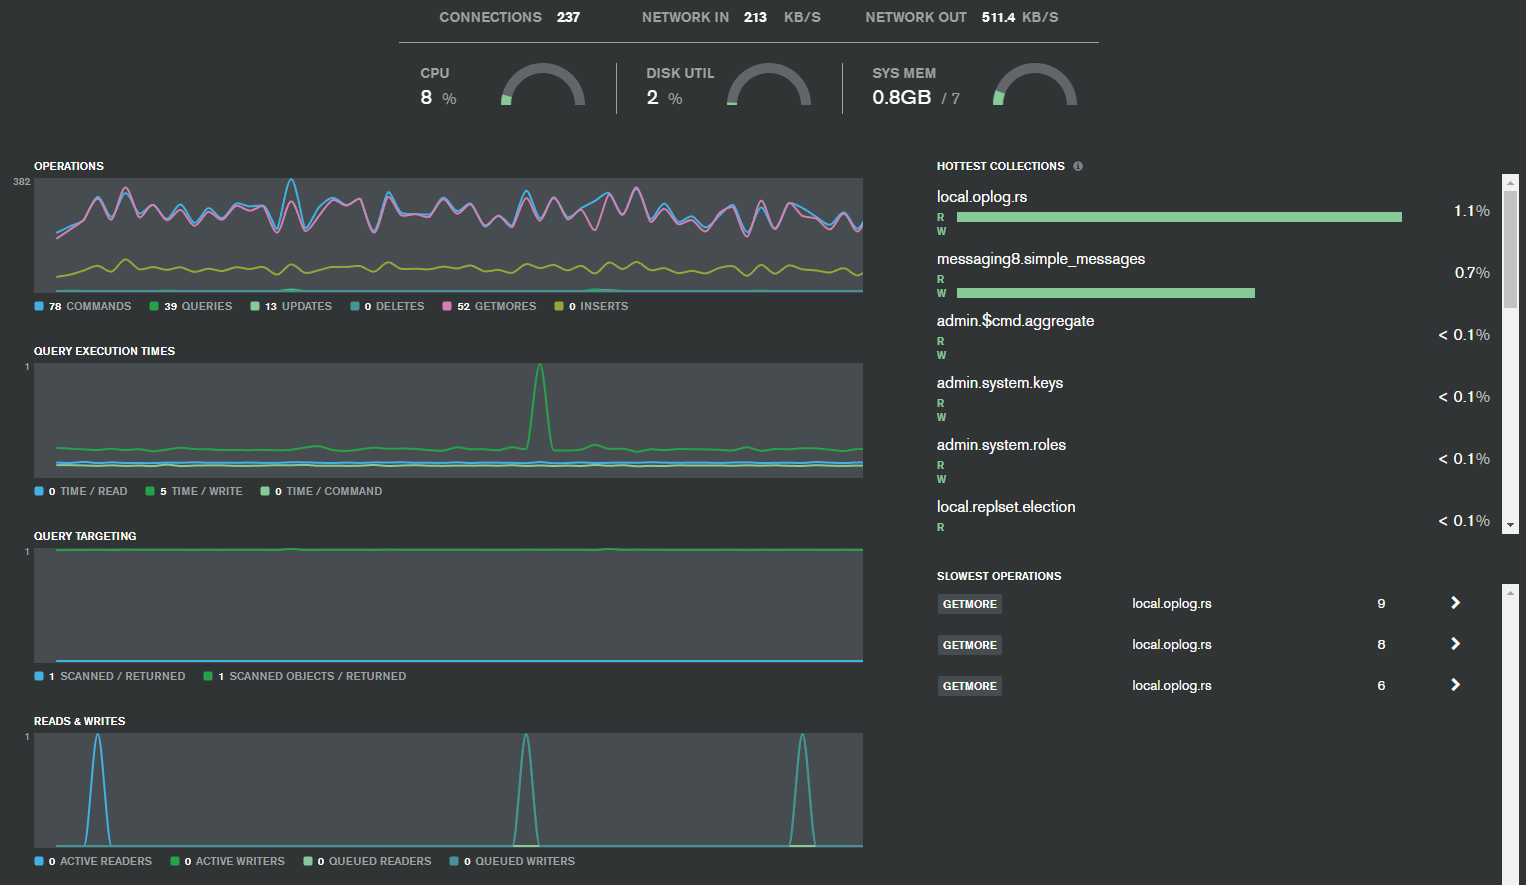 CONNECTIONS 237 NETWORK IN 213 KB/S NETWORK OUT 511.4 KB/S
CPU
8 %
DISK UTIL
2 %
SYS MEM
0.8GB / 7
OPERATIONS
382
78 COMMANDS 39 QUERIES 13 UPDATES 0 DELETES 52 GETMORES 0 INSERTS
QUERY EXECUTION TIMES
1
0 TIME / READ 5 TIME / WRITE 0 TIME / COMMAND
QUERY TARGETING
1
1 SCANNED / RETURNED 1 SCANNED OBJECTS / RETURNED
READS & WRITES
1
0 ACTIVE READERS 0 ACTIVE WRITERS 0 QUEUED READERS 0 QUEUED WRITERS
HOTTEST COLLECTIONS
local.oplog.rs
R
W
1.1%
messaging8.simple_messages
R
W
0.7%
admin.$cmd.aggregate
R
W
< 0.1%
admin.system.keys
R
W
< 0.1%
admin.system.roles
R
W
< 0.1%
local.replset.election
R
< 0.1%
SLOWEST OPERATIONS
GETMORE local.oplog.rs 9
GETMORE local.oplog.rs 8
GETMORE local.oplog.rs 6